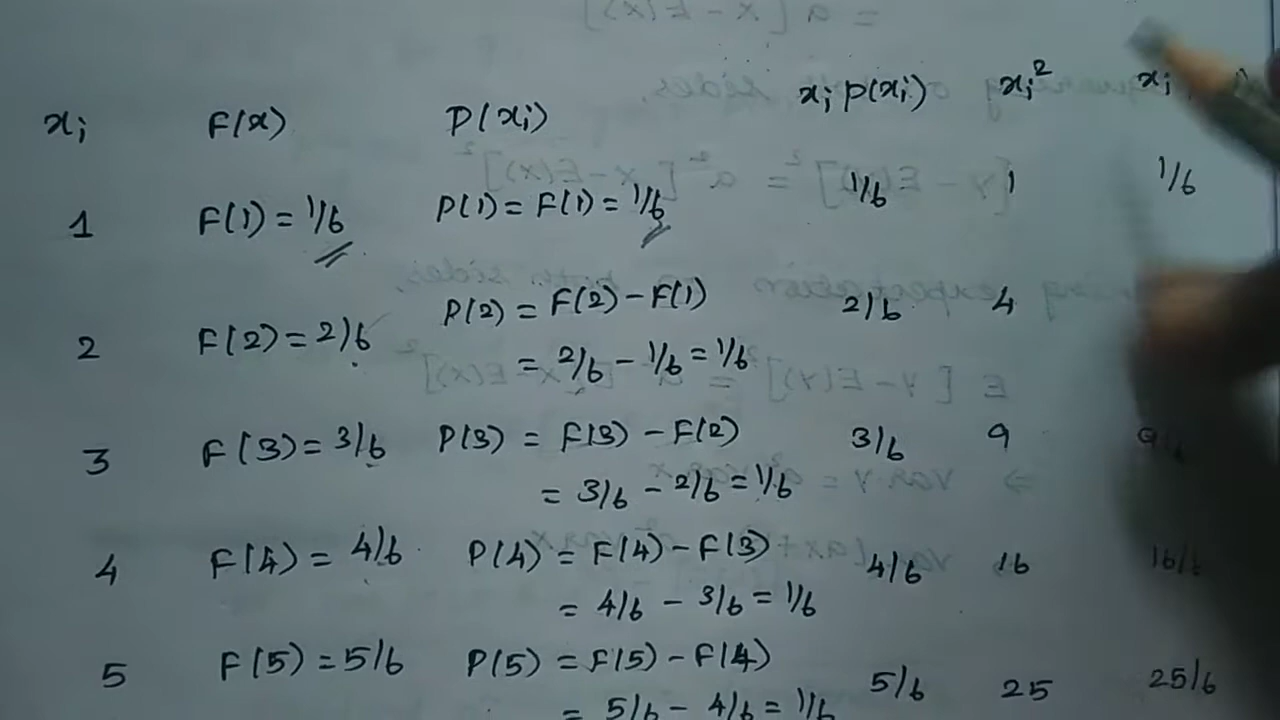 xi F(x) P(xi) xi p(xi) xi² xi
1 F(1) = 1/6 P(1) = F(1) = 1/6 1/6 1 1/6
2 F(2) = 2/6 P(2) = F(2) - F(1) 2/6 4
= 2/6 - 1/6 = 1/6
3 F(3) = 3/6 P(3) = F(3) - F(2) 3/6 9 9/6
= 3/6 - 2/6 = 1/6
4 F(4) = 4/6 P(4) = F(4) - F(3) 4/6 16 16/6
= 4/6 - 3/6 = 1/6
5 F(5) = 5/6 P(5) = F(5) - F(4) 5/6 25 25/6
= 5/6 - 4/6 = 1/6